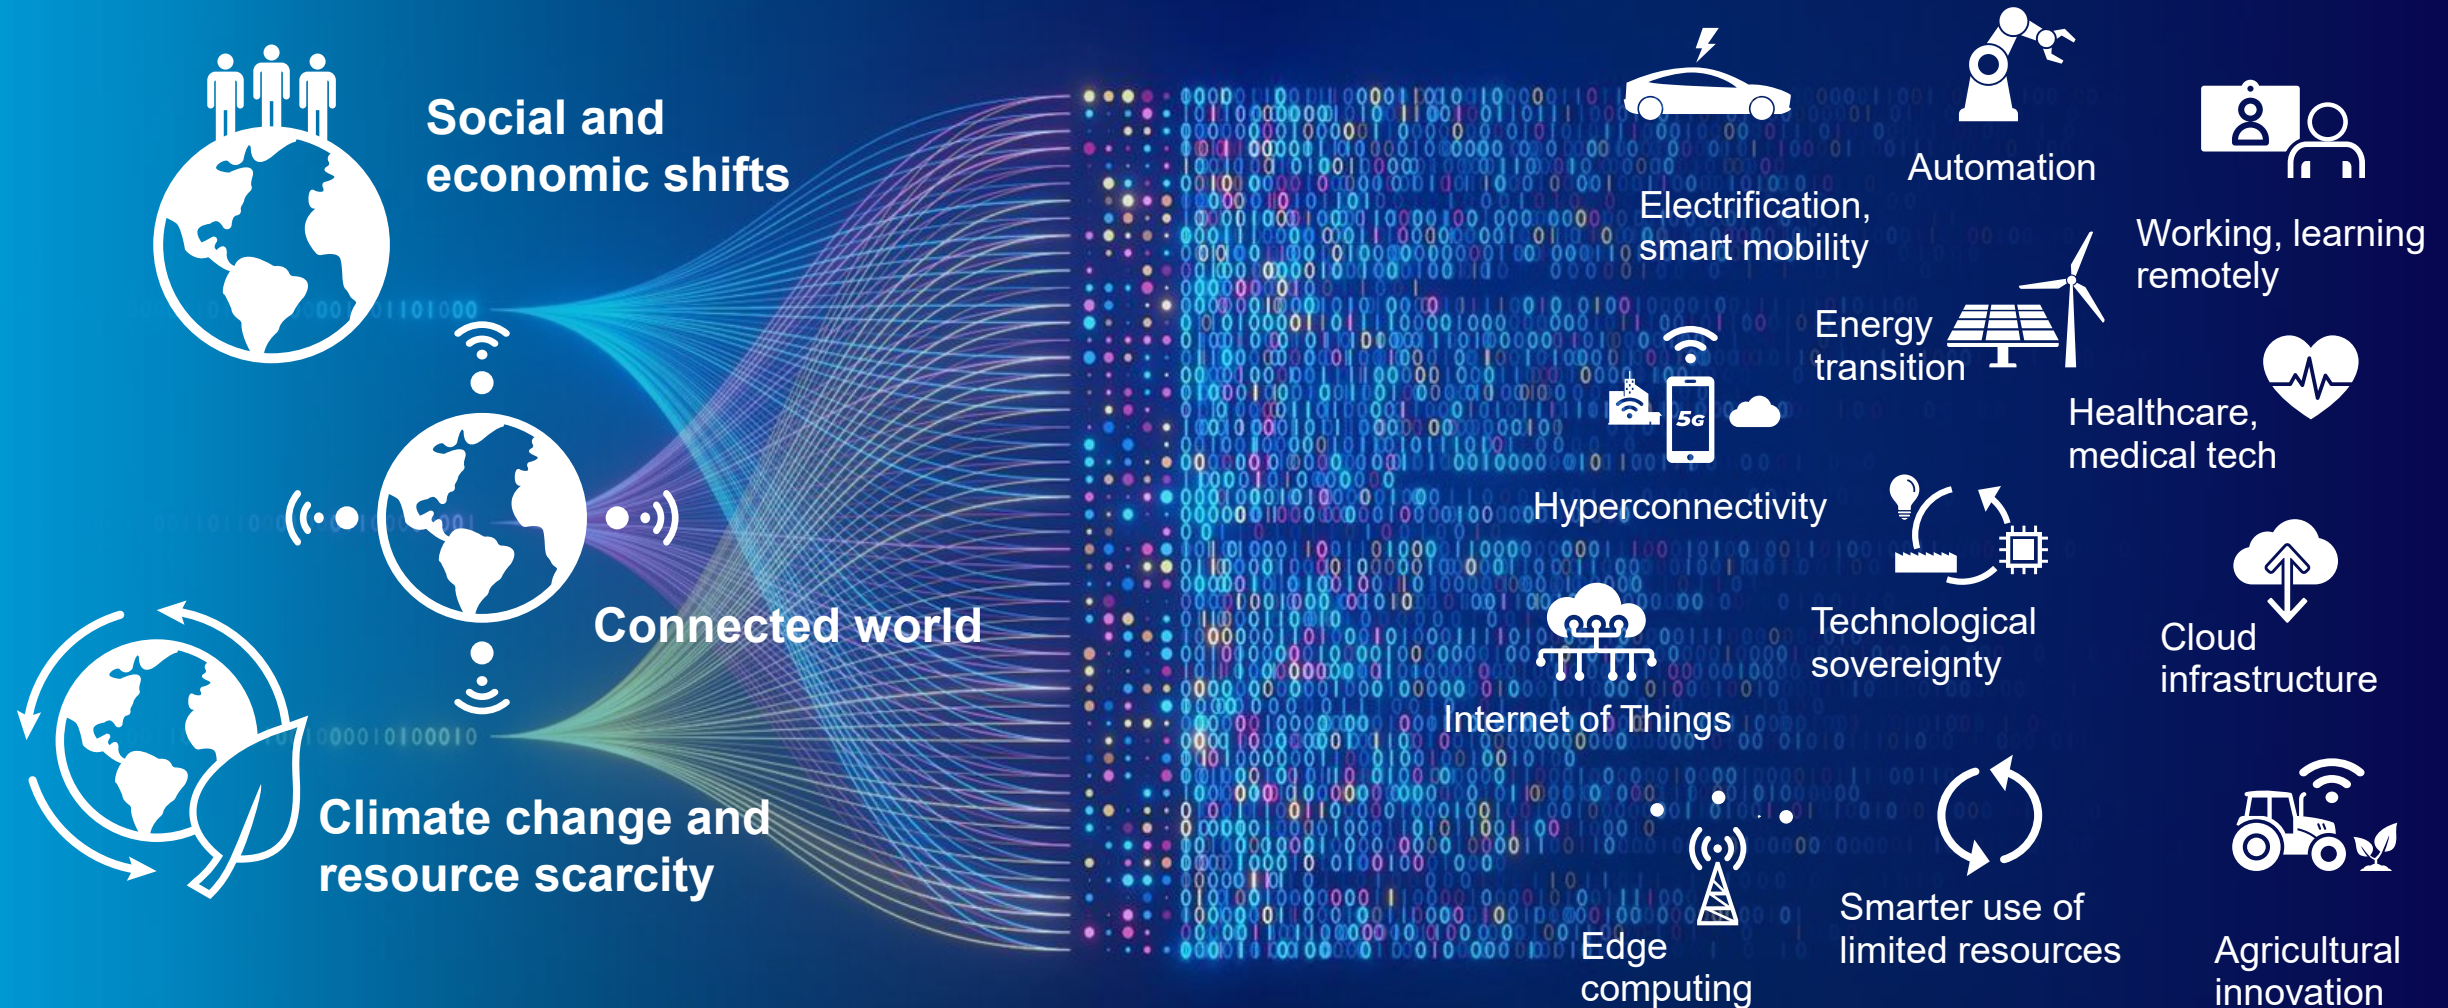 Social and
economic shifts
Connected world
Climate change and
resource scarcity
Electrification,
smart mobility
Automation
Working, learning
remotely
Energy
transition
5G
Hyperconnectivity
Healthcare,
medical tech
Technological
sovereignty
Cloud
infrastructure
Internet of Things
Edge
computing
Smarter use of
limited resources
Agricultural
innovation